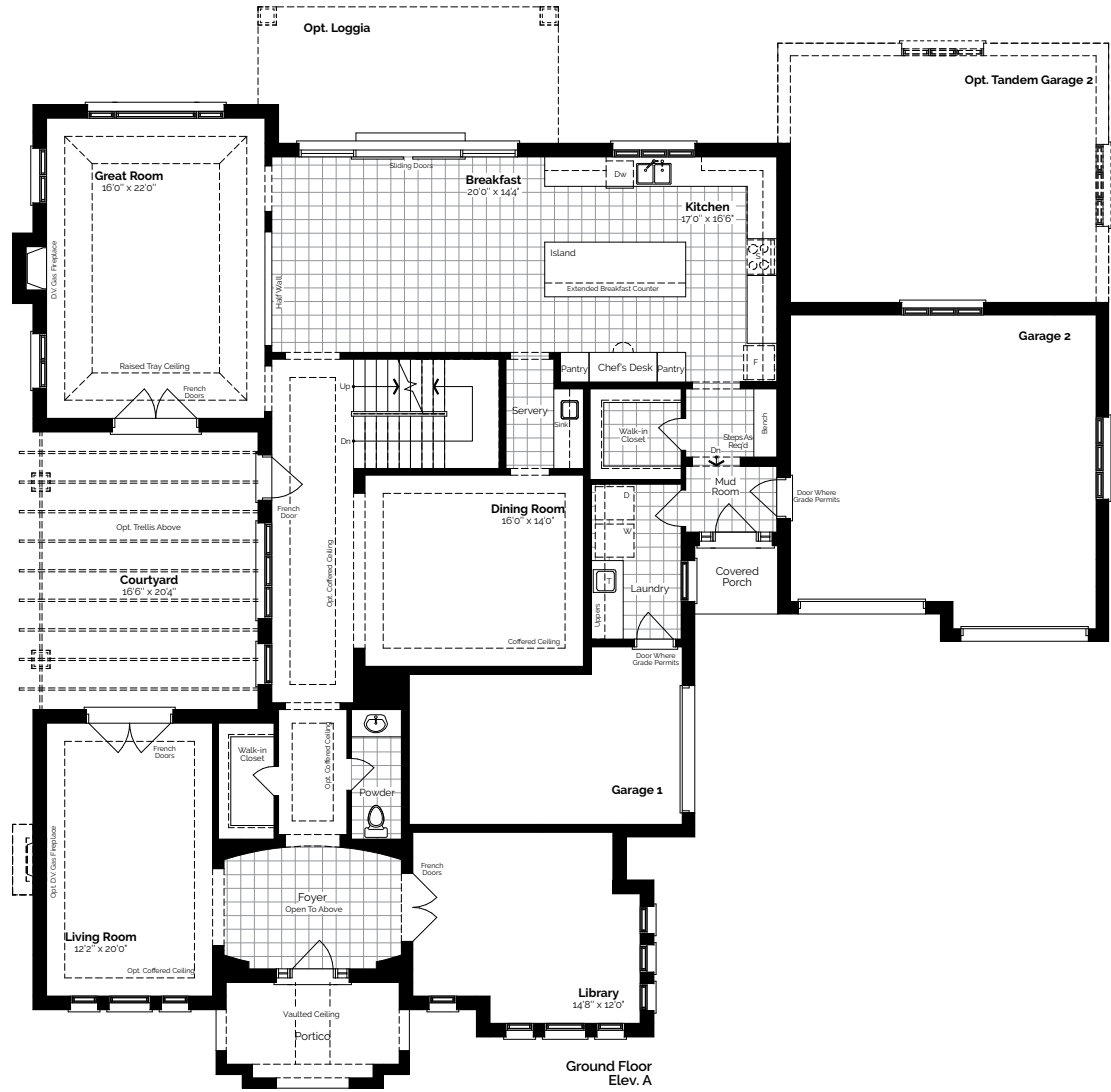 Opt. Loggia
Opt. Tandem Garage 2
Sliding Doors
Great Room
16'0" x 22'0"
Breakfast
20'0" x 14'4"
Dw
Kitchen
17'0" x 16'6"
D.V. Gas Fireplace
Half Wall
Island
Extended Breakfast Counter
S
Garage 2
Raised Tray Ceiling
French
Doors
Up
Dn
Pantry
Chef's Desk
Pantry
F
Servery
Sink
Walk-in
Closet
Bench
Steps As
Req'd
Dn
Mud
Room
Door Where
Grade Permits
French
Door
Opt. Trellis Above
Courtyard
16'6" x 20'4"
Opt. Coffered Ceiling
Dining Room
16'0" x 14'0"
Coffered Ceiling
D
W
T
Uppers
Laundry
Covered
Porch
Door Where
Grade Permits
French
Doors
Walk-in
Closet
Opt. Coffered Ceiling
Powder
Garage 1
Opt. D.V. Gas Fireplace
Living Room
12'2" x 20'0"
Opt. Coffered Ceiling
Foyer
Open To Above
French
Doors
Library
14'8" x 12'0"
Vaulted Ceiling
Portico
Ground Floor
Elev. A